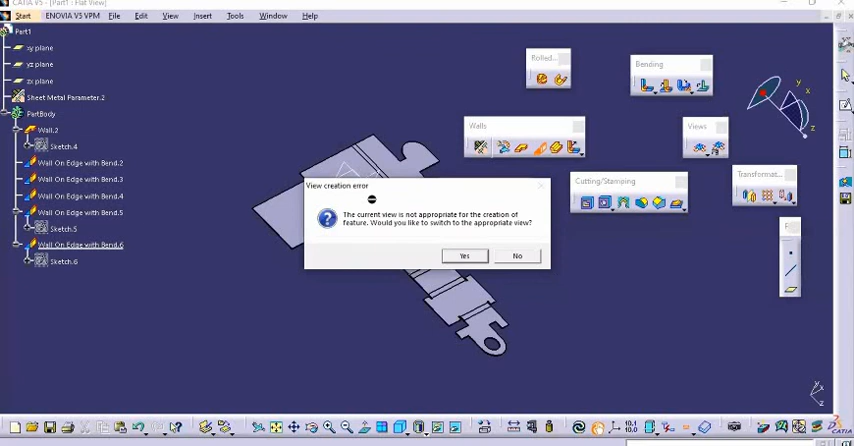 CATIA V5 - [Part1 : Flat View]
Start ENOVIA V5 VPM File Edit View Insert Tools Window Help
Part1
xy plane
yz plane
zx plane
Sheet Metal Parameter.2
PartBody
Wall.2
Sketch.4
Wall On Edge with Bend.2
Wall On Edge with Bend.3
Wall On Edge with Bend.4
Wall On Edge with Bend.5
Sketch.5
Wall On Edge with Bend.6
Sketch.6
Rolled...
Bending
Walls
Views
Cutting/Stamping
Transformat...
F...
x
y
z
View creation error
The current view is not appropriate for the creation of
feature. Would you like to switch to the appropriate view?
Yes
No
10.1
10.0
CATIA